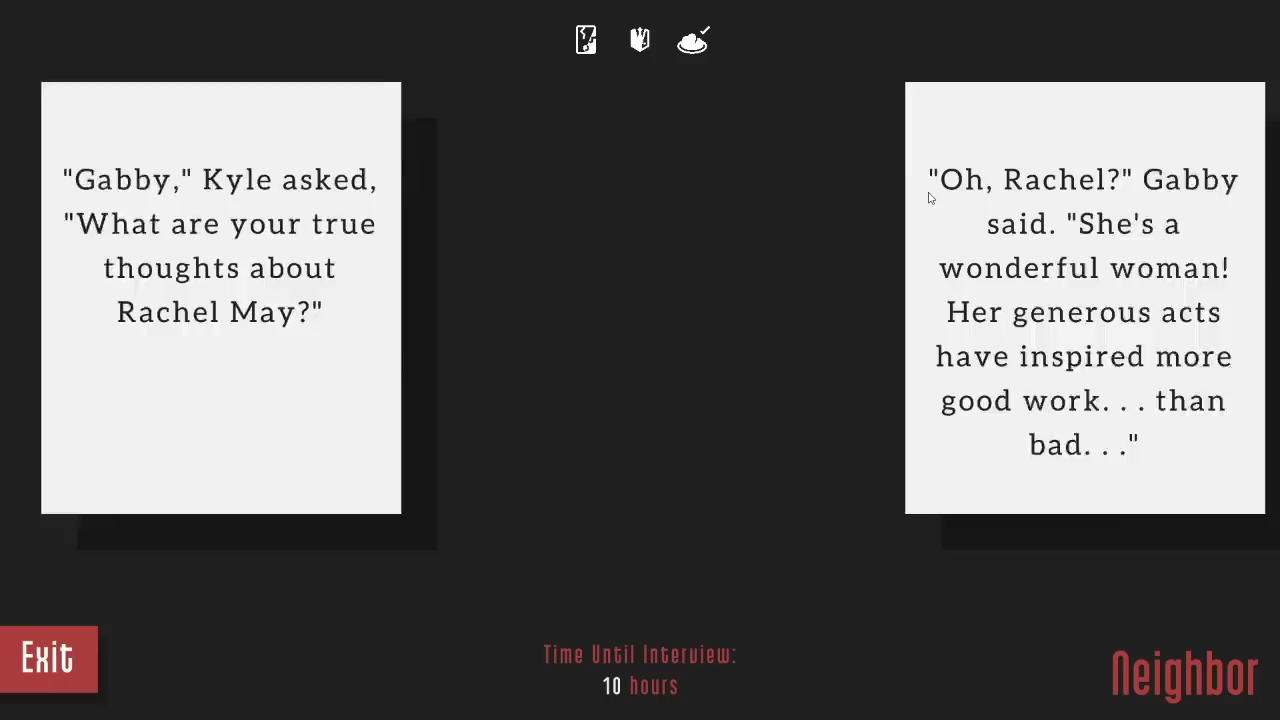 "Gabby," Kyle asked,
"What are your true
thoughts about
Rachel May?"
"Oh, Rachel?" Gabby
said. "She's a
wonderful woman!
Her generous acts
have inspired more
good work. . . than
bad. . ."
Exit
Time Until Interview:
10 hours
Neighbor